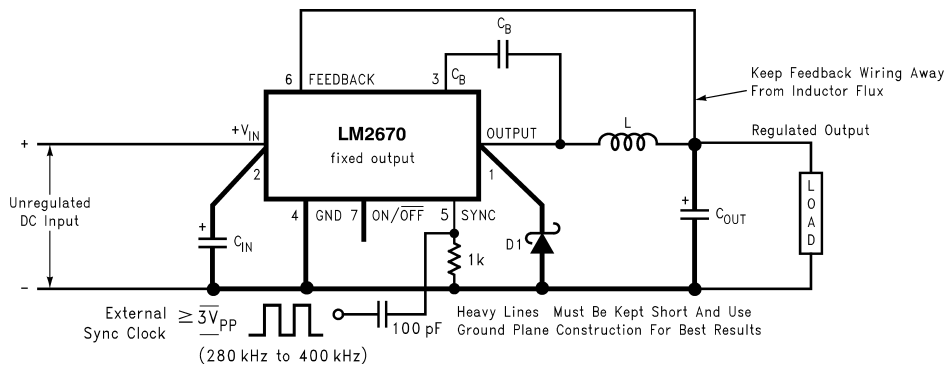 C_B
6 FEEDBACK 3 C_B
Keep Feedback Wiring Away
From Inductor Flux
+V_IN
LM2670
fixed output
OUTPUT
L
Regulated Output
+
2
1
Unregulated
DC Input
4 GND 7 ON/O̅F̅F̅ 5 SYNC
+
C_IN
D1
+
C_OUT
LOAD
1k
-
External
Sync Clock
≥ 3V_PP
100 pF
(280 kHz to 400 kHz)
Heavy Lines Must Be Kept Short And Use
Ground Plane Construction For Best Results